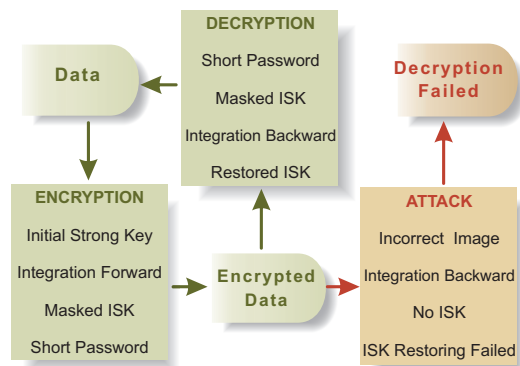 Data
DECRYPTION
Short Password
Masked ISK
Integration Backward
Restored ISK
Decryption
Failed
ENCRYPTION
Initial Strong Key
Integration Forward
Masked ISK
Short Password
Encrypted
Data
ATTACK
Incorrect Image
Integration Backward
No ISK
ISK Restoring Failed